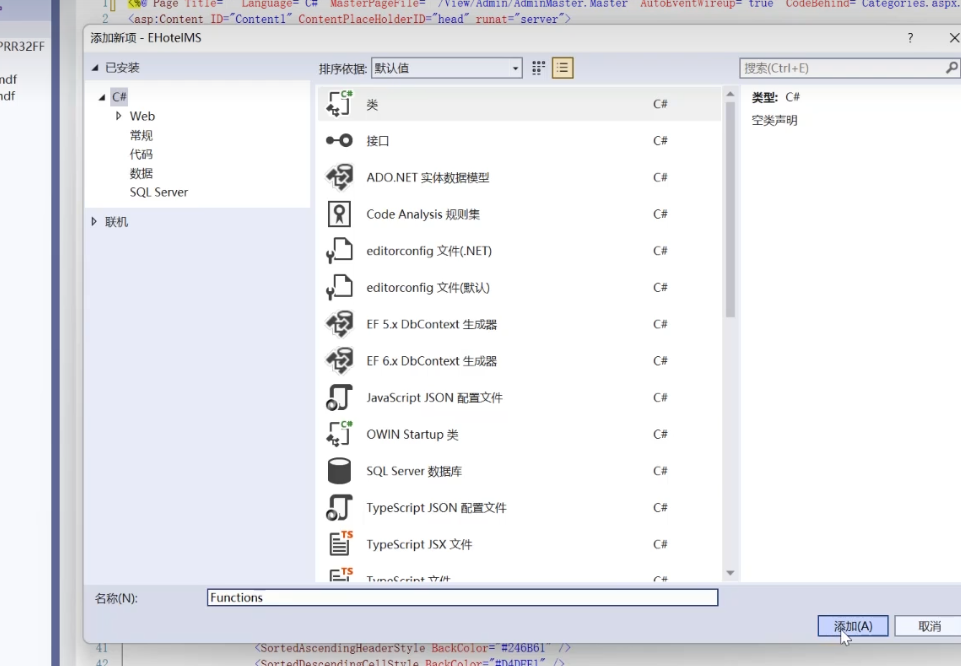 1 <%@ Page Title="" Language="C#" MasterPageFile="~/View/Admin/AdminMaster.Master" AutoEventWireup="true" CodeBehind="Categories.aspx.
2 <asp:Content ID="Content1" ContentPlaceHolderID="head" runat="server">
PRR32FF
ndf
ndf
添加新项 - EHotelMS
?
已安装
排序依据: 默认值
搜索(Ctrl+E)
C#
Web
常规
代码
数据
SQL Server
联机
类 C#
接口 C#
ADO.NET 实体数据模型 C#
Code Analysis 规则集 C#
editorconfig 文件(.NET) C#
editorconfig 文件(默认) C#
EF 5.x DbContext 生成器 C#
EF 6.x DbContext 生成器 C#
JavaScript JSON 配置文件 C#
OWIN Startup 类 C#
SQL Server 数据库 C#
TypeScript JSON 配置文件 C#
TypeScript JSX 文件 C#
TypeScript 文件 C#
类型: C#
空类声明
名称(N): Functions
添加(A) 取消
41 <SortedAscendingHeaderStyle BackColor="#246B61" />
42 <SortedDescendingCellStyle BackColor="#D4DFE1" />